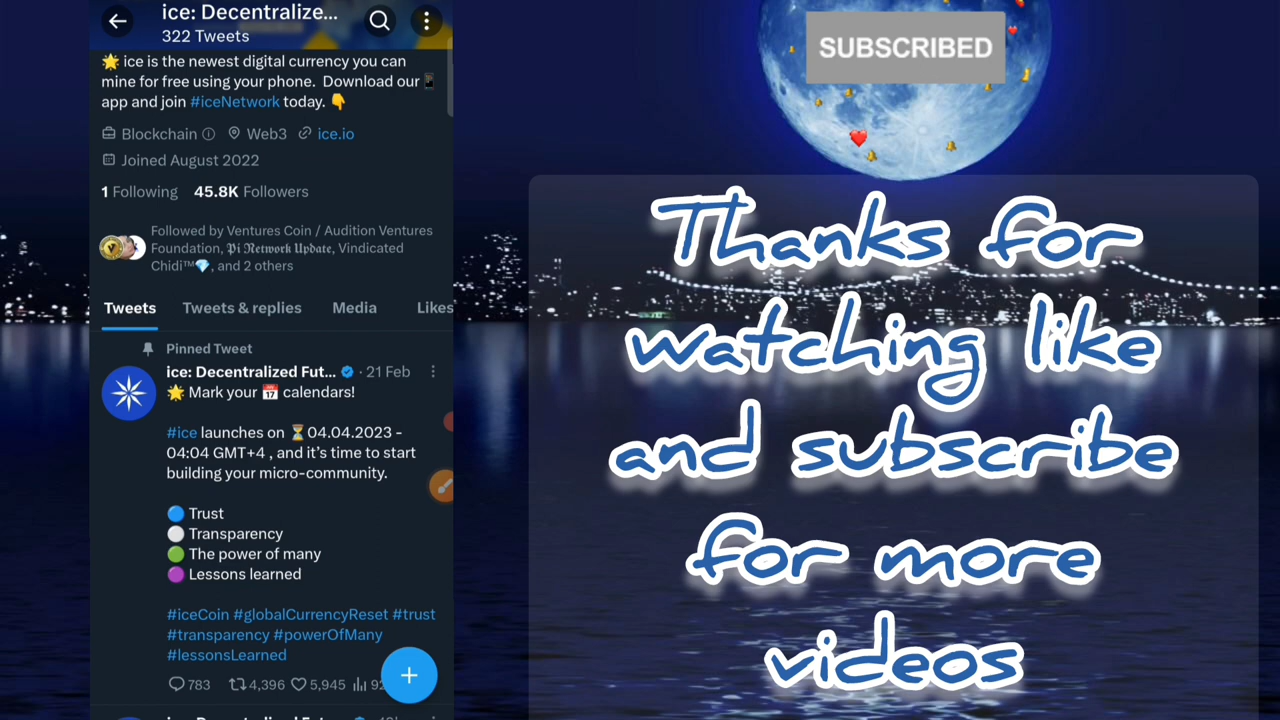 ice: Decentralize...
322 Tweets
🌟 ice is the newest digital currency you can
mine for free using your phone. Download our📱
app and join #iceNetwork today. 👇
Blockchain Web3 ice.io
Joined August 2022
1 Following 45.8K Followers
Followed by Ventures Coin / Audition Ventures
Foundation, 𝕻𝖎 𝕹𝖊𝖙𝖜𝖔𝖗𝖐 𝖀𝖕𝖉𝖆𝖙𝖊, Vindicated
Chidi™💎, and 2 others
Tweets Tweets & replies Media Likes
Pinned Tweet
ice: Decentralized Fut... · 21 Feb
🌟 Mark your 📅 calendars!
#ice launches on ⏳04.04.2023 -
04:04 GMT+4 , and it's time to start
building your micro-community.
🔵 Trust
⚪ Transparency
🟢 The power of many
🟣 Lessons learned
#iceCoin #globalCurrencyReset #trust
#transparency #powerOfMany
#lessonsLearned
783 4,396 5,945
SUBSCRIBED
Thanks for
watching like
and subscribe
for more
videos